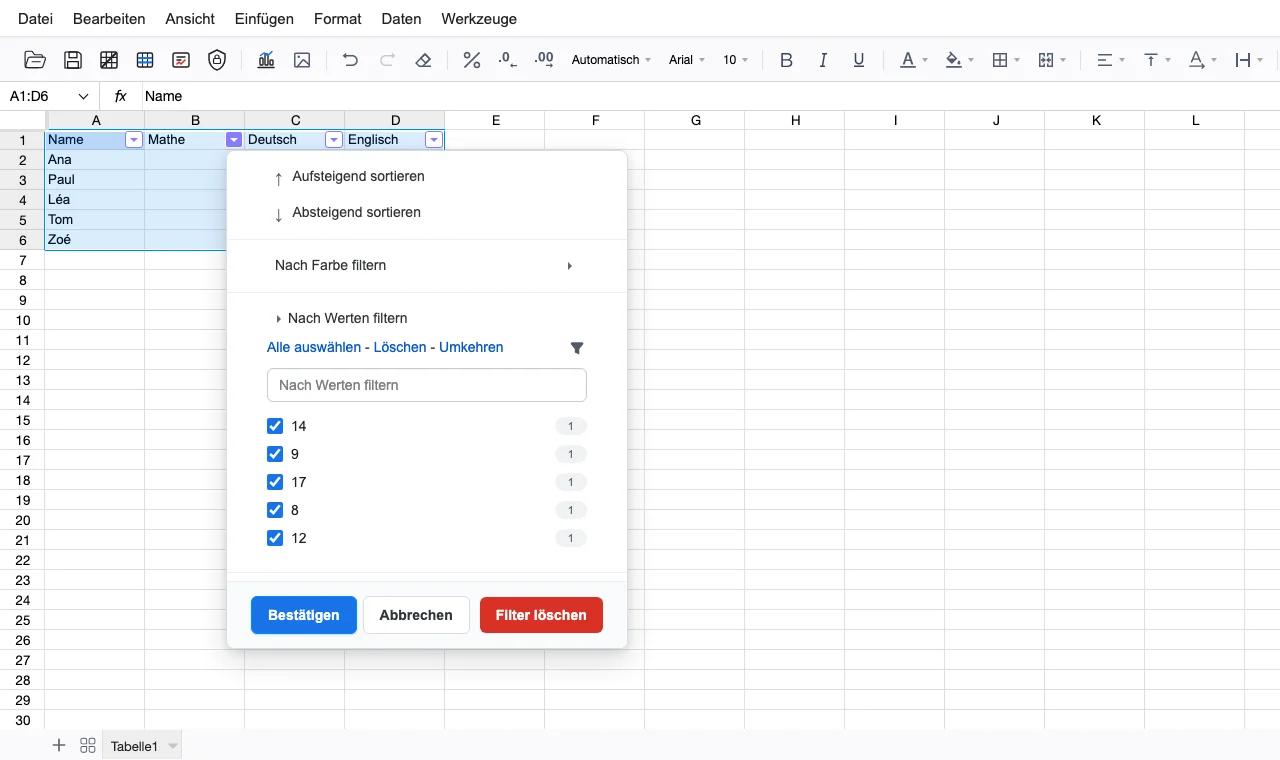 Datei Bearbeiten Ansicht Einfügen Format Daten Werkzeuge
% .0 .00 Automatisch Arial 10 B I U A A
A1:D6 fx Name
A B C D E F G H I J K L
1 Name Mathe Deutsch Englisch
2 Ana
3 Paul
4 Léa
5 Tom
6 Zoé
7
8
9
10
11
12
13
14
15
16
17
18
19
20
21
22
23
24
25
26
27
28
29
30
Aufsteigend sortieren
Absteigend sortieren
Nach Farbe filtern
Nach Werten filtern
Alle auswählen - Löschen - Umkehren
Nach Werten filtern
14 1
9 1
17 1
8 1
12 1
Bestätigen Abbrechen Filter löschen
Tabelle1